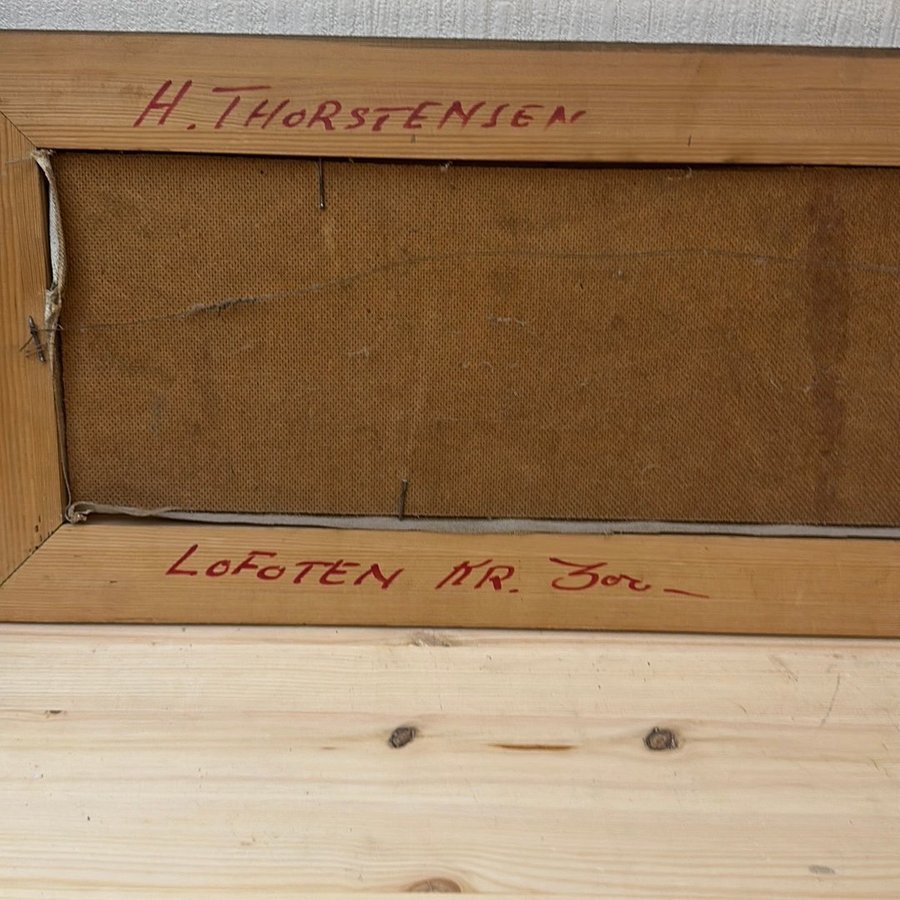 H. THORSTENSEN
LOFOTEN KR. 300-